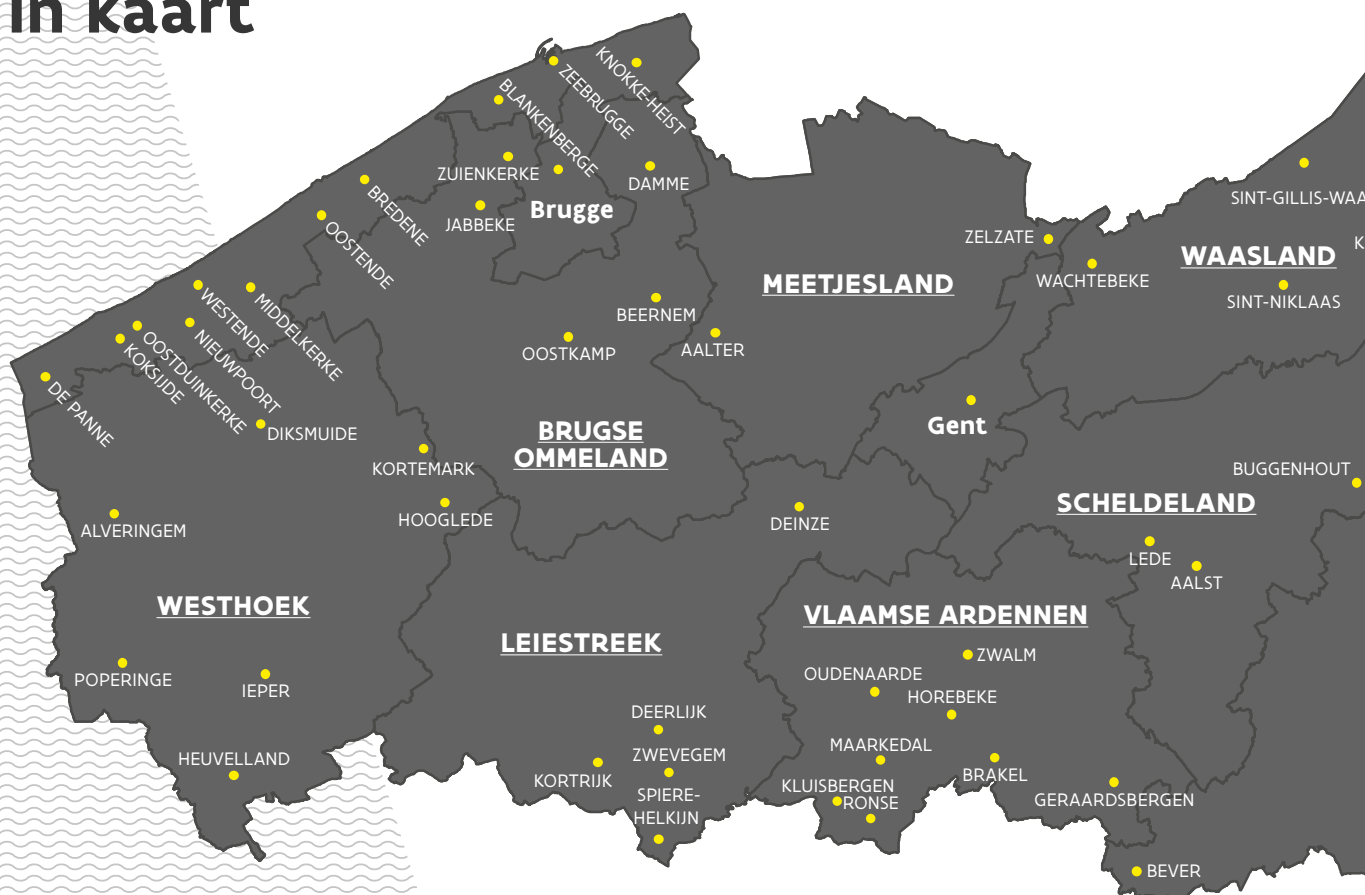 in kaart
KNOKKE-HEIST
ZEEBRUGGE
BLANKENBERGE
ZUIENKERKE
DAMME
BREDENE
JABBEKE
Brugge
OOSTENDE
SINT-GILLIS-WAA
ZELZATE
K
WAASLAND
WACHTEBEKE
MEETJESLAND
SINT-NIKLAAS
WESTENDE
MIDDELKERKE
BEERNEM
NIEUWPOORT
OOSTDUINKERKE
KOKSIJDE
OOSTKAMP
AALTER
DE PANNE
DIKSMUIDE
Gent
BRUGSE
OMMELAND
KORTEMARK
BUGGENHOUT
SCHELDELAND
HOOGLEDE
DEINZE
ALVERINGEM
LEDE
AALST
WESTHOEK
VLAAMSE ARDENNEN
LEIESTREEK
ZWALM
POPERINGE
IEPER
OUDENAARDE
HOREBEKE
DEERLIJK
MAARKEDAL
ZWEVEGEM
HEUVELLAND
KORTRIJK
BRAKEL
KLUISBERGEN
SPIERE-
HELKIJN
RONSE
GERAARDSBERGEN
BEVER